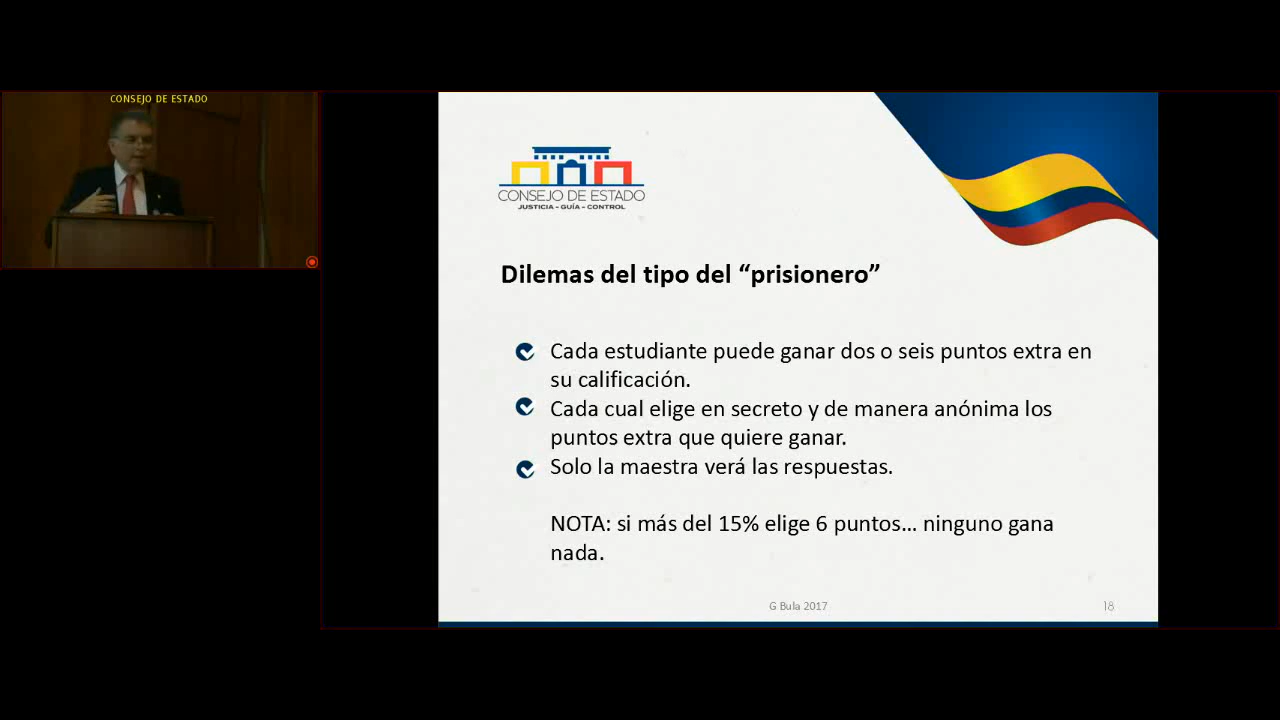 CONSEJO DE ESTADO
CONSEJO DE ESTADO
JUSTICIA - GUÍA - CONTROL
Dilemas del tipo del “prisionero”
Cada estudiante puede ganar dos o seis puntos extra en
su calificación.
Cada cual elige en secreto y de manera anónima los
puntos extra que quiere ganar.
Solo la maestra verá las respuestas.
NOTA: si más del 15% elige 6 puntos... ninguno gana
nada.
G Bula 2017
18